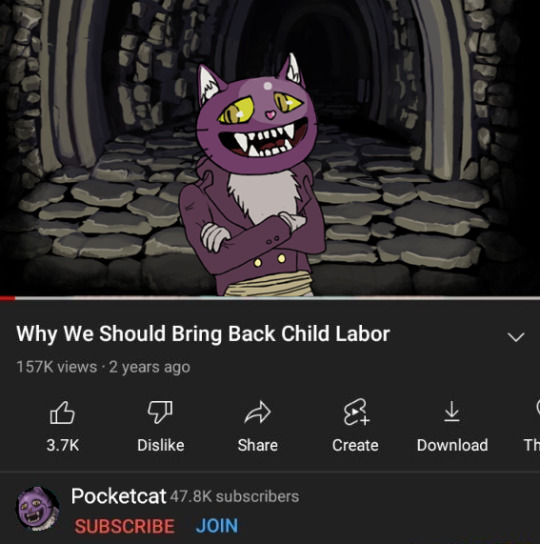 Why We Should Bring Back Child Labor
157K views · 2 years ago
3.7K Dislike Share Create Download Th
Pocketcat 47.8K subscribers
SUBSCRIBE JOIN